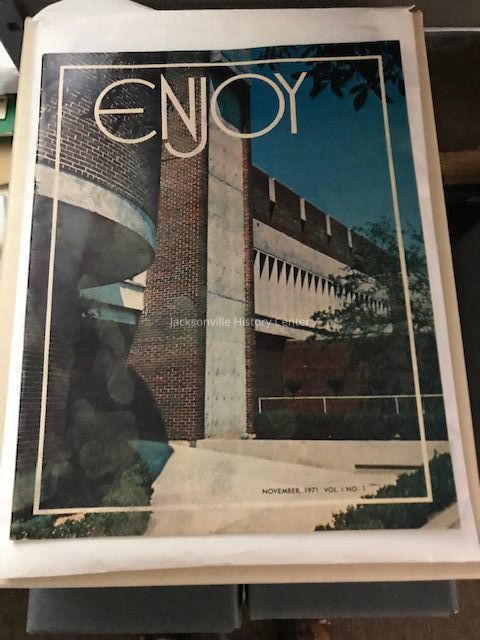 ENJOY
Jacksonville History Center
NOVEMBER, 1971 VOL. I NO. 1